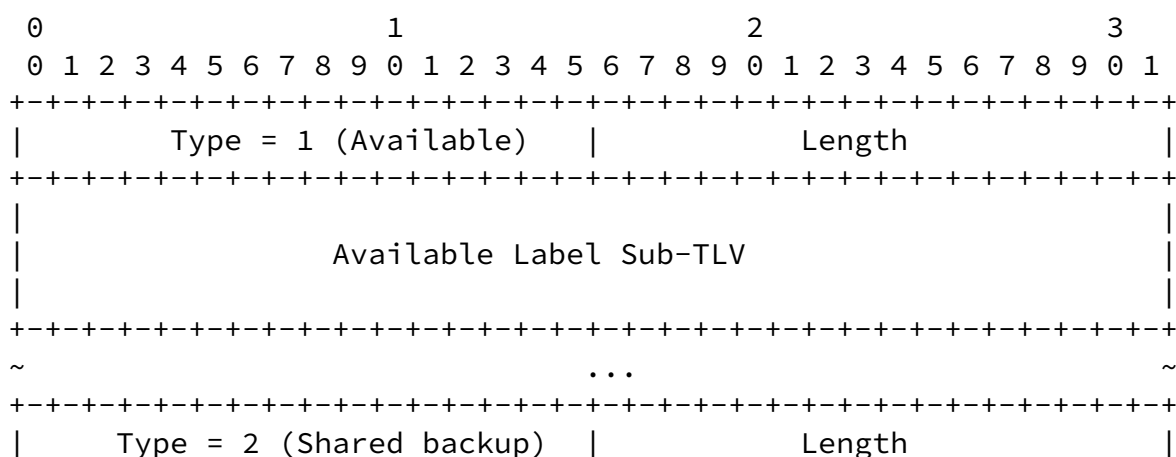 0                   1                   2                   3
 0 1 2 3 4 5 6 7 8 9 0 1 2 3 4 5 6 7 8 9 0 1 2 3 4 5 6 7 8 9 0 1
+-+-+-+-+-+-+-+-+-+-+-+-+-+-+-+-+-+-+-+-+-+-+-+-+-+-+-+-+-+-+-+-+
|        Type = 1 (Available)   |           Length              |
+-+-+-+-+-+-+-+-+-+-+-+-+-+-+-+-+-+-+-+-+-+-+-+-+-+-+-+-+-+-+-+-+
|                                                               |
|                 Available Label Sub-TLV                       |
|                                                               |
+-+-+-+-+-+-+-+-+-+-+-+-+-+-+-+-+-+-+-+-+-+-+-+-+-+-+-+-+-+-+-+-+
~                               ...                             ~
+-+-+-+-+-+-+-+-+-+-+-+-+-+-+-+-+-+-+-+-+-+-+-+-+-+-+-+-+-+-+-+-+
|     Type = 2 (Shared backup)  |           Length              |